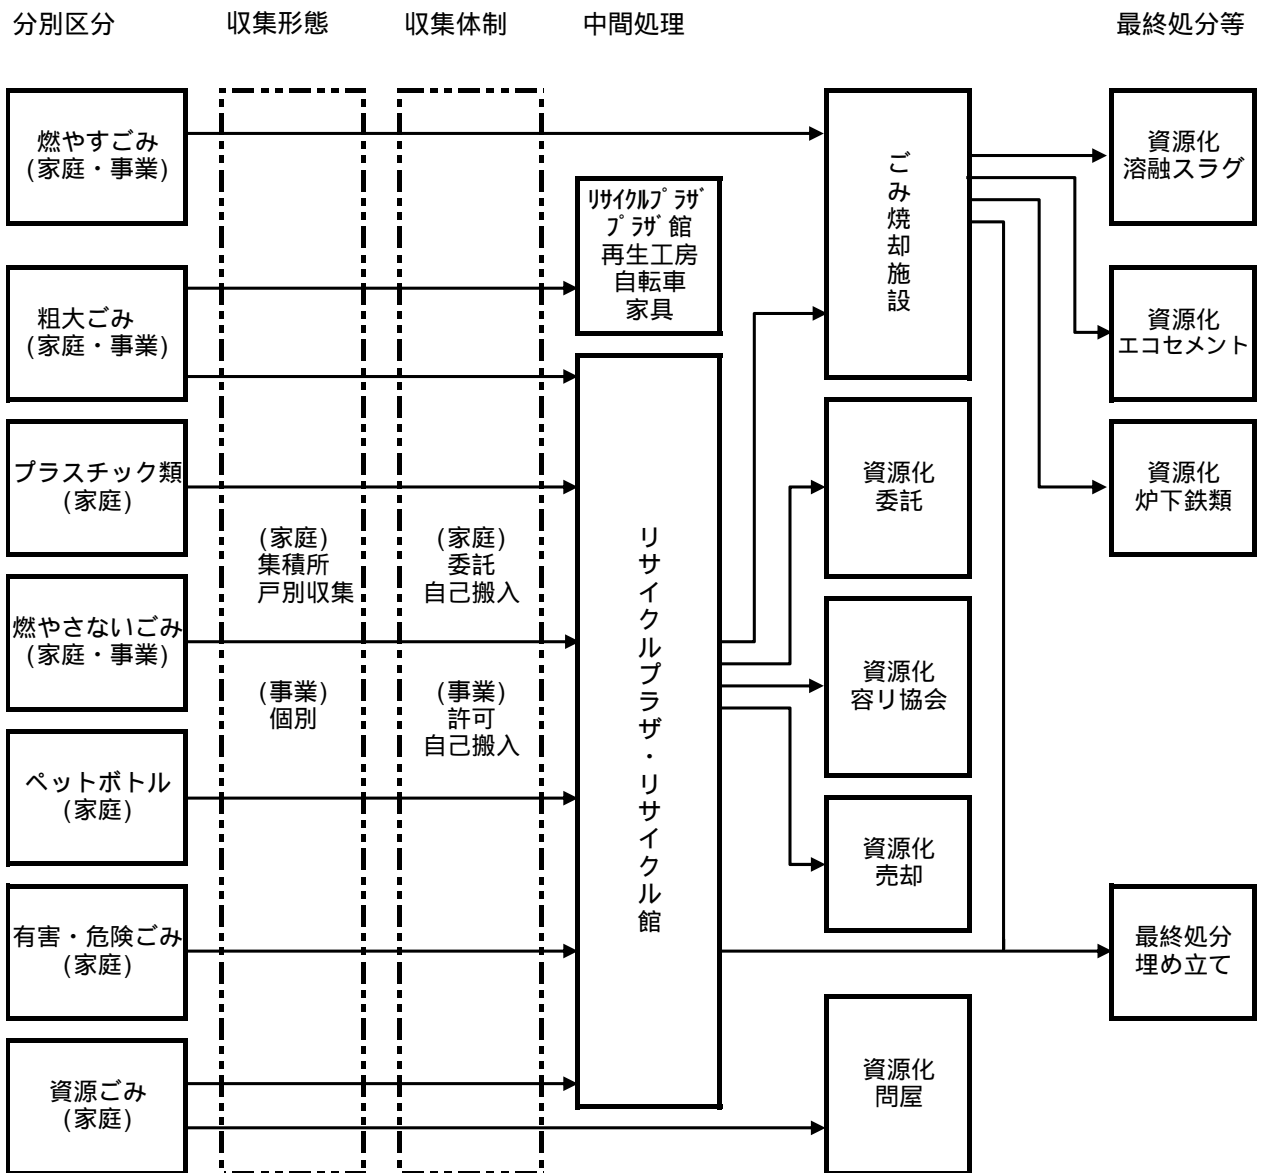 分別区分
収集形態
収集体制
中間処理
最終処分等
燃やすごみ
(家庭・事業)
粗大ごみ
(家庭・事業)
プラスチック類
(家庭)
燃やさないごみ
(家庭・事業)
ペットボトル
(家庭)
有害・危険ごみ
(家庭)
資源ごみ
(家庭)
(家庭)
集積所
戸別収集
(事業)
個別
(家庭)
委託
自己搬入
(事業)
許可
自己搬入
ﾘｻｲｸﾙﾌﾟﾗｻﾞ
ﾌﾟﾗｻﾞ館
再生工房
自転車
家具
リサイクルプラザ・リサイクル館
ごみ焼却施設
資源化
委託
資源化
容リ協会
資源化
売却
資源化
問屋
資源化
溶融スラグ
資源化
エコセメント
資源化
炉下鉄類
最終処分
埋め立て